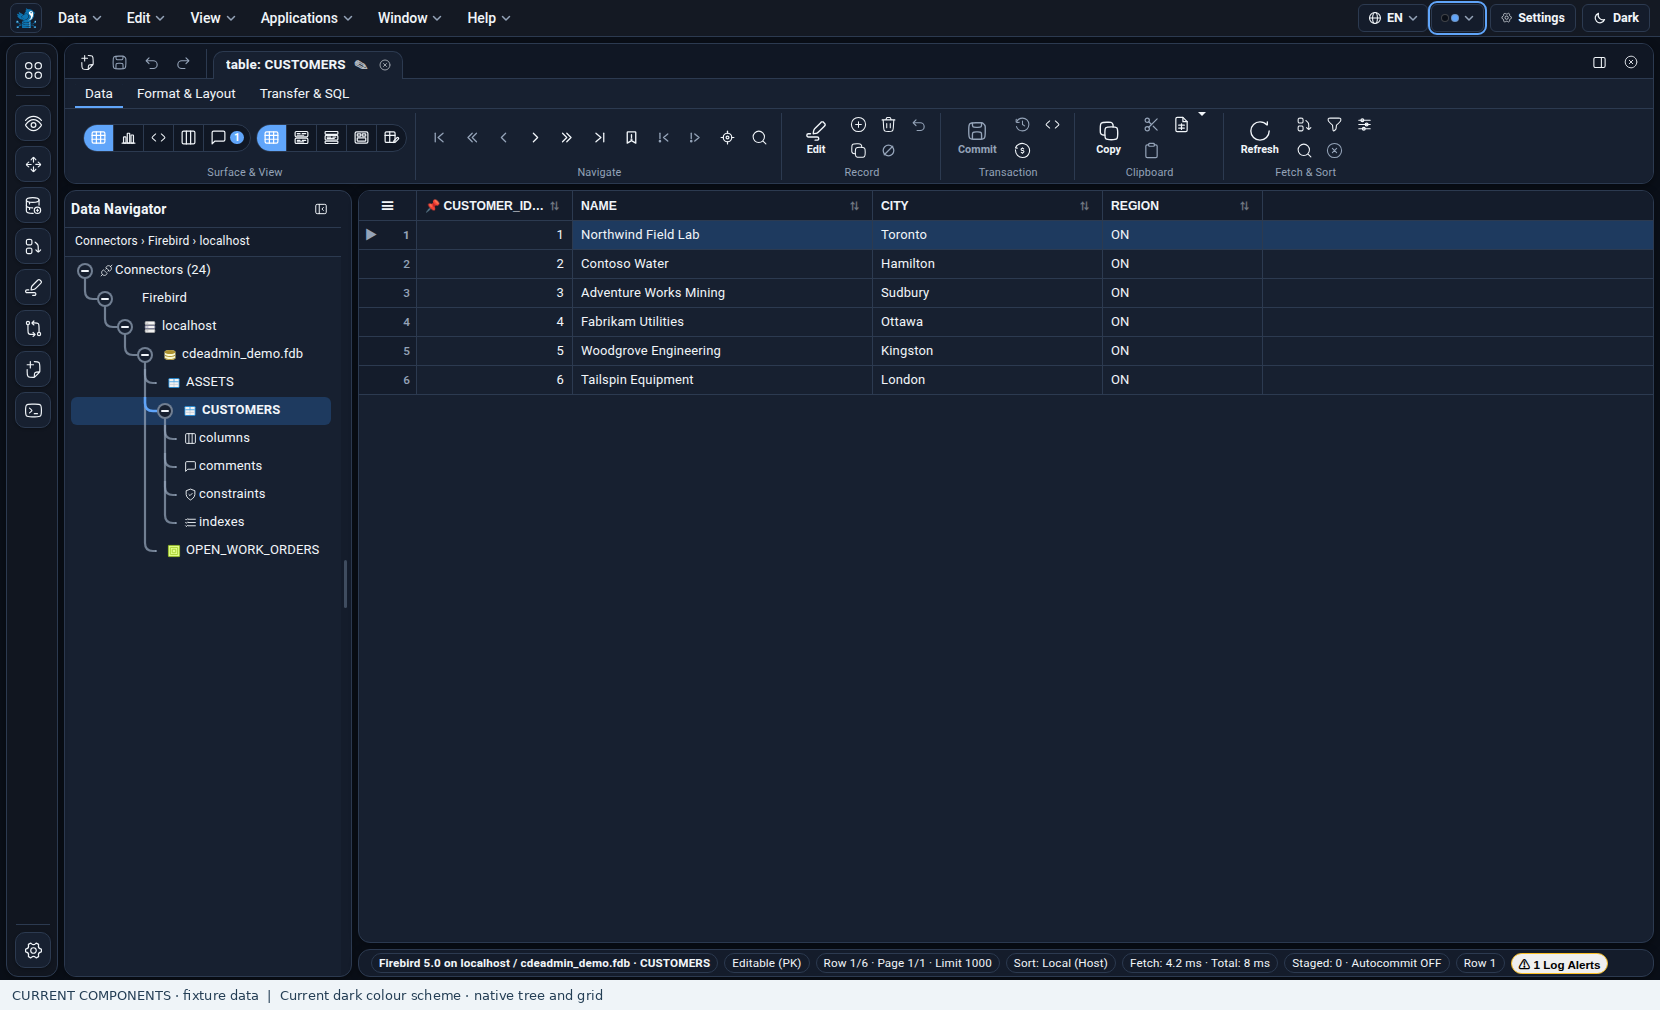 Data Edit View Applications Window Help EN Settings Dark
table: CUSTOMERS
Data Format & Layout Transfer & SQL
1
Edit Commit Copy Refresh
Surface & View Navigate Record Transaction Clipboard Fetch & Sort
Data Navigator
Connectors › Firebird › localhost
Connectors (24)
Firebird
localhost
cdeadmin_demo.fdb
ASSETS
CUSTOMERS
columns
comments
constraints
indexes
OPEN_WORK_ORDERS
CUSTOMER_ID... NAME CITY REGION
1 1 Northwind Field Lab Toronto ON
2 2 Contoso Water Hamilton ON
3 3 Adventure Works Mining Sudbury ON
4 4 Fabrikam Utilities Ottawa ON
5 5 Woodgrove Engineering Kingston ON
6 6 Tailspin Equipment London ON
Firebird 5.0 on localhost / cdeadmin_demo.fdb · CUSTOMERS Editable (PK) Row 1/6 · Page 1/1 · Limit 1000 Sort: Local (Host) Fetch: 4.2 ms · Total: 8 ms Staged: 0 · Autocommit OFF Row 1 1 Log Alerts
CURRENT COMPONENTS · fixture data | Current dark colour scheme · native tree and grid